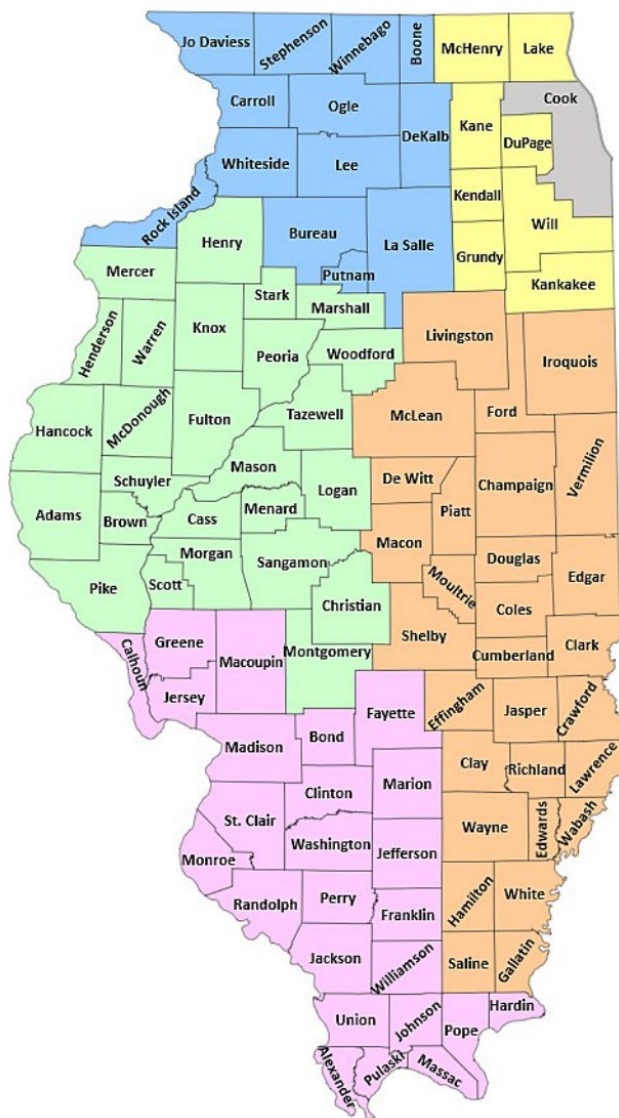 Jo Daviess
Stephenson
Winnebago
Boone
McHenry
Lake
Carroll
Ogle
DeKalb
Kane
Cook
DuPage
Whiteside
Lee
Kendall
Will
Rock Island
Henry
Bureau
Putnam
La Salle
Grundy
Kankakee
Mercer
Stark
Marshall
Livingston
Iroquois
Henderson
Warren
Knox
Peoria
Woodford
McLean
Ford
Hancock
McDonough
Fulton
Tazewell
Mason
Logan
De Witt
Piatt
Champaign
Vermilion
Schuyler
Adams
Brown
Cass
Menard
Macon
Douglas
Edgar
Pike
Scott
Morgan
Sangamon
Christian
Moultrie
Coles
Shelby
Cumberland
Clark
Calhoun
Greene
Macoupin
Montgomery
Jersey
Fayette
Effingham
Jasper
Crawford
Madison
Bond
Clay
Richland
Lawrence
Marion
Clinton
St. Clair
Washington
Wayne
Edwards
Wabash
Jefferson
Monroe
Randolph
Perry
Franklin
Hamilton
White
Jackson
Williamson
Saline
Gallatin
Union
Johnson
Pope
Hardin
Alexander
Pulaski
Massac